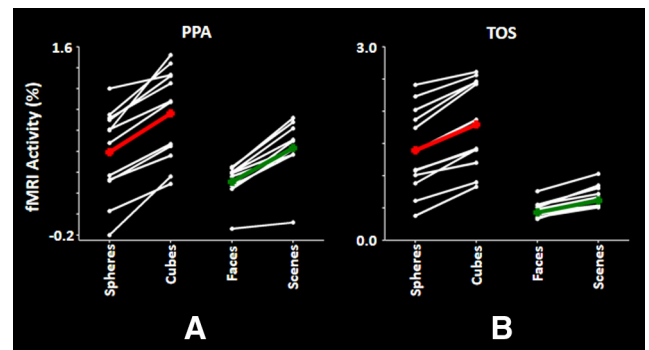 PPA
1.6
fMRI Activity (%)
-0.2
Spheres
Cubes
Faces
Scenes
A
TOS
3.0
0.0
Spheres
Cubes
Faces
Scenes
B